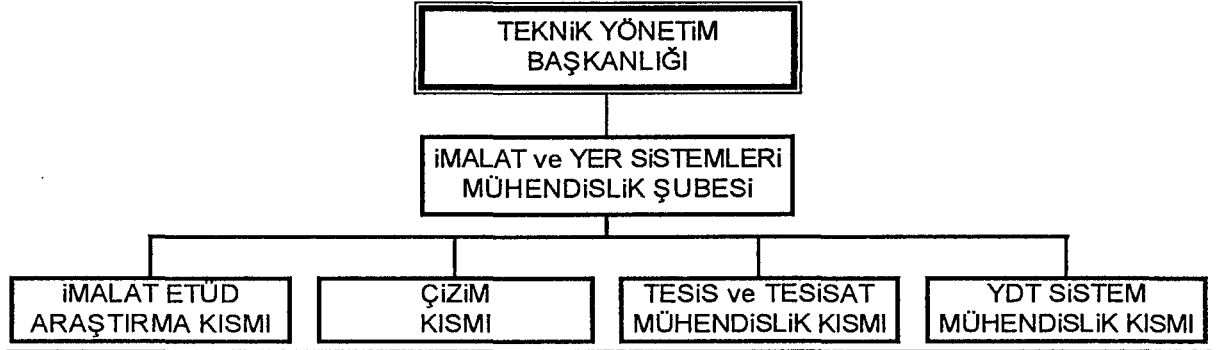 TEKNİK YÖNETİM
BAŞKANLIĞI
İMALAT ve YER SİSTEMLERİ
MÜHENDİSLİK ŞUBESİ
İMALAT ETÜD
ARAŞTIRMA KISMI
ÇİZİM
KISMI
TESİS ve TESİSAT
MÜHENDİSLİK KISMI
YDT SİSTEM
MÜHENDİSLİK KISMI